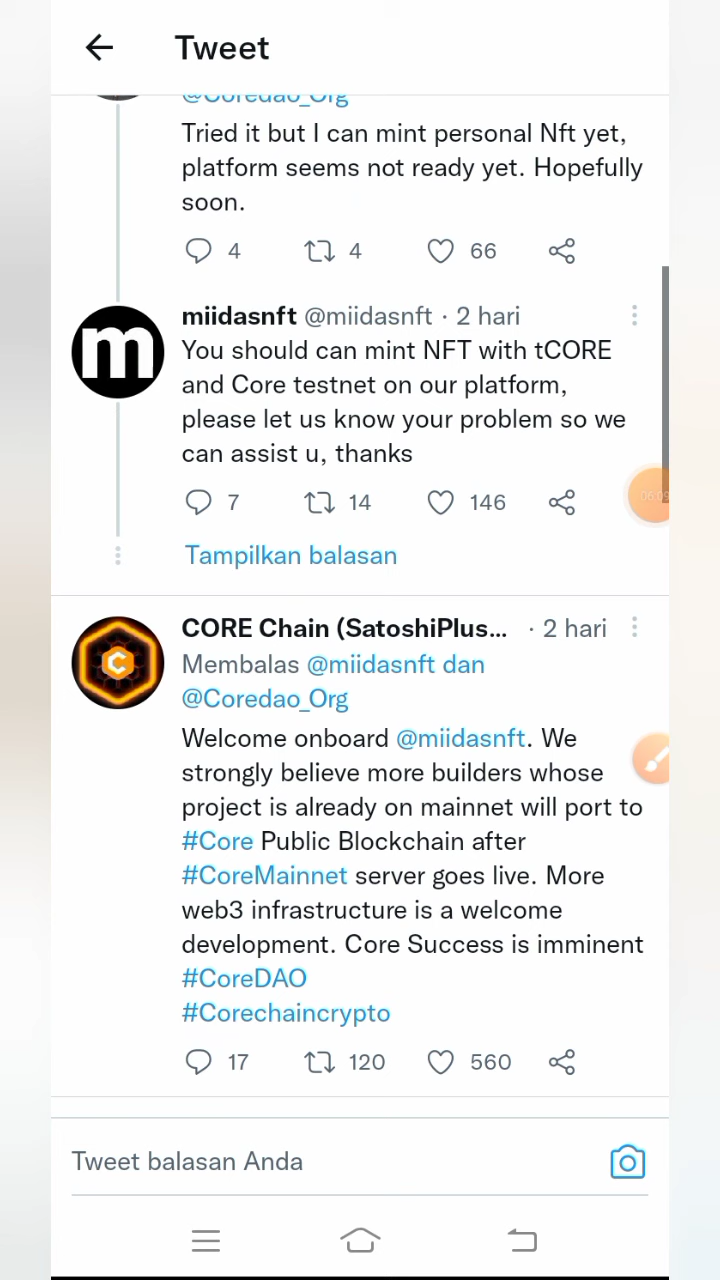 Tweet
@Coredao_Org
Tried it but I can mint personal Nft yet,
platform seems not ready yet. Hopefully
soon.
4 4 66
miidasnft @miidasnft · 2 hari
m
You should can mint NFT with tCORE
and Core testnet on our platform,
please let us know your problem so we
can assist u, thanks
06:09
7 14 146
Tampilkan balasan
CORE Chain (SatoshiPlus... · 2 hari
C
Membalas @miidasnft dan
@Coredao_Org
Welcome onboard @miidasnft. We
strongly believe more builders whose
project is already on mainnet will port to
#Core Public Blockchain after
#CoreMainnet server goes live. More
web3 infrastructure is a welcome
development. Core Success is imminent
#CoreDAO
#Corechaincrypto
17 120 560
Tweet balasan Anda